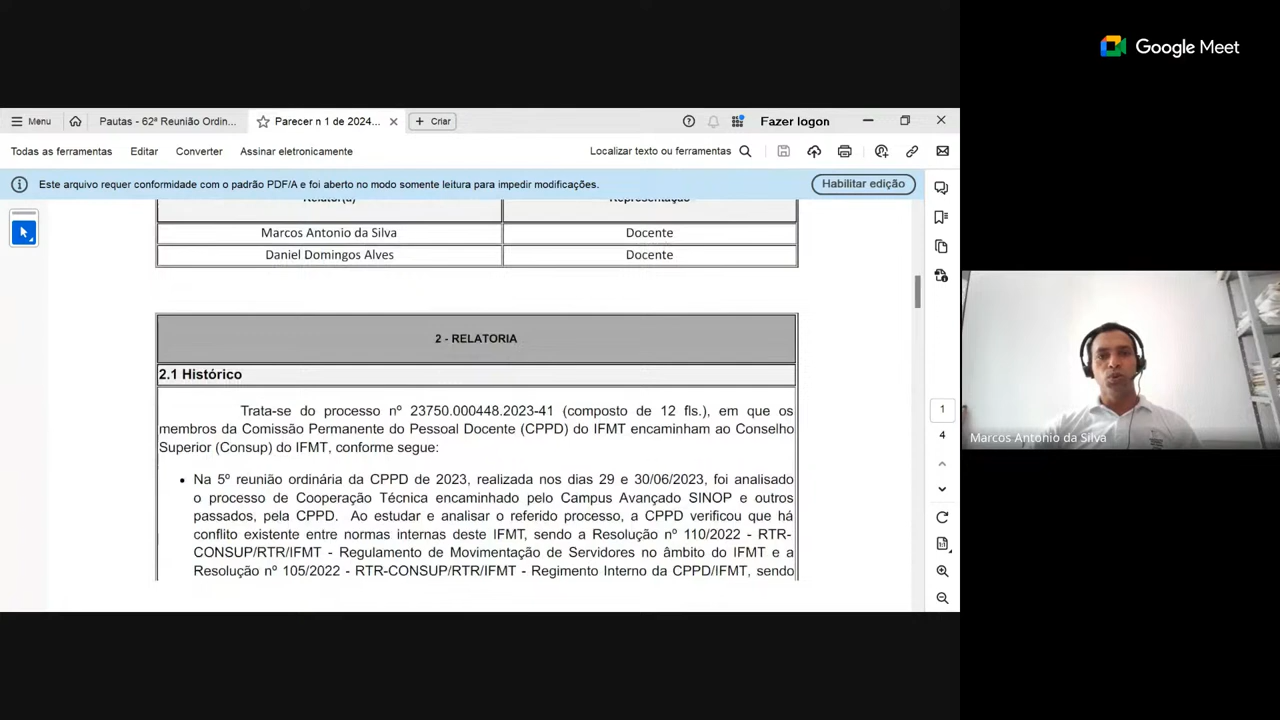 Google Meet
Menu
Pautas - 62ª Reunião Ordin...
Parecer n 1 de 2024...
Criar
Fazer logon
Todas as ferramentas
Editar
Converter
Assinar eletronicamente
Localizar texto ou ferramentas
Este arquivo requer conformidade com o padrão PDF/A e foi aberto no modo somente leitura para impedir modificações.
Habilitar edição
Relator(a)
Representação
Marcos Antonio da Silva
Docente
Daniel Domingos Alves
Docente
2 - RELATORIA
2.1 Histórico
Trata-se do processo nº 23750.000448.2023-41 (composto de 12 fls.), em que os
membros da Comissão Permanente do Pessoal Docente (CPPD) do IFMT encaminham ao Conselho
Superior (Consup) do IFMT, conforme segue:
• Na 5º reunião ordinária da CPPD de 2023, realizada nos dias 29 e 30/06/2023, foi analisado
o processo de Cooperação Técnica encaminhado pelo Campus Avançado SINOP e outros
passados, pela CPPD. Ao estudar e analisar o referido processo, a CPPD verificou que há
conflito existente entre normas internas deste IFMT, sendo a Resolução nº 110/2022 - RTR-
CONSUP/RTR/IFMT - Regulamento de Movimentação de Servidores no âmbito do IFMT e a
Resolução nº 105/2022 - RTR-CONSUP/RTR/IFMT - Regimento Interno da CPPD/IFMT, sendo
1
4
Marcos Antonio da Silva